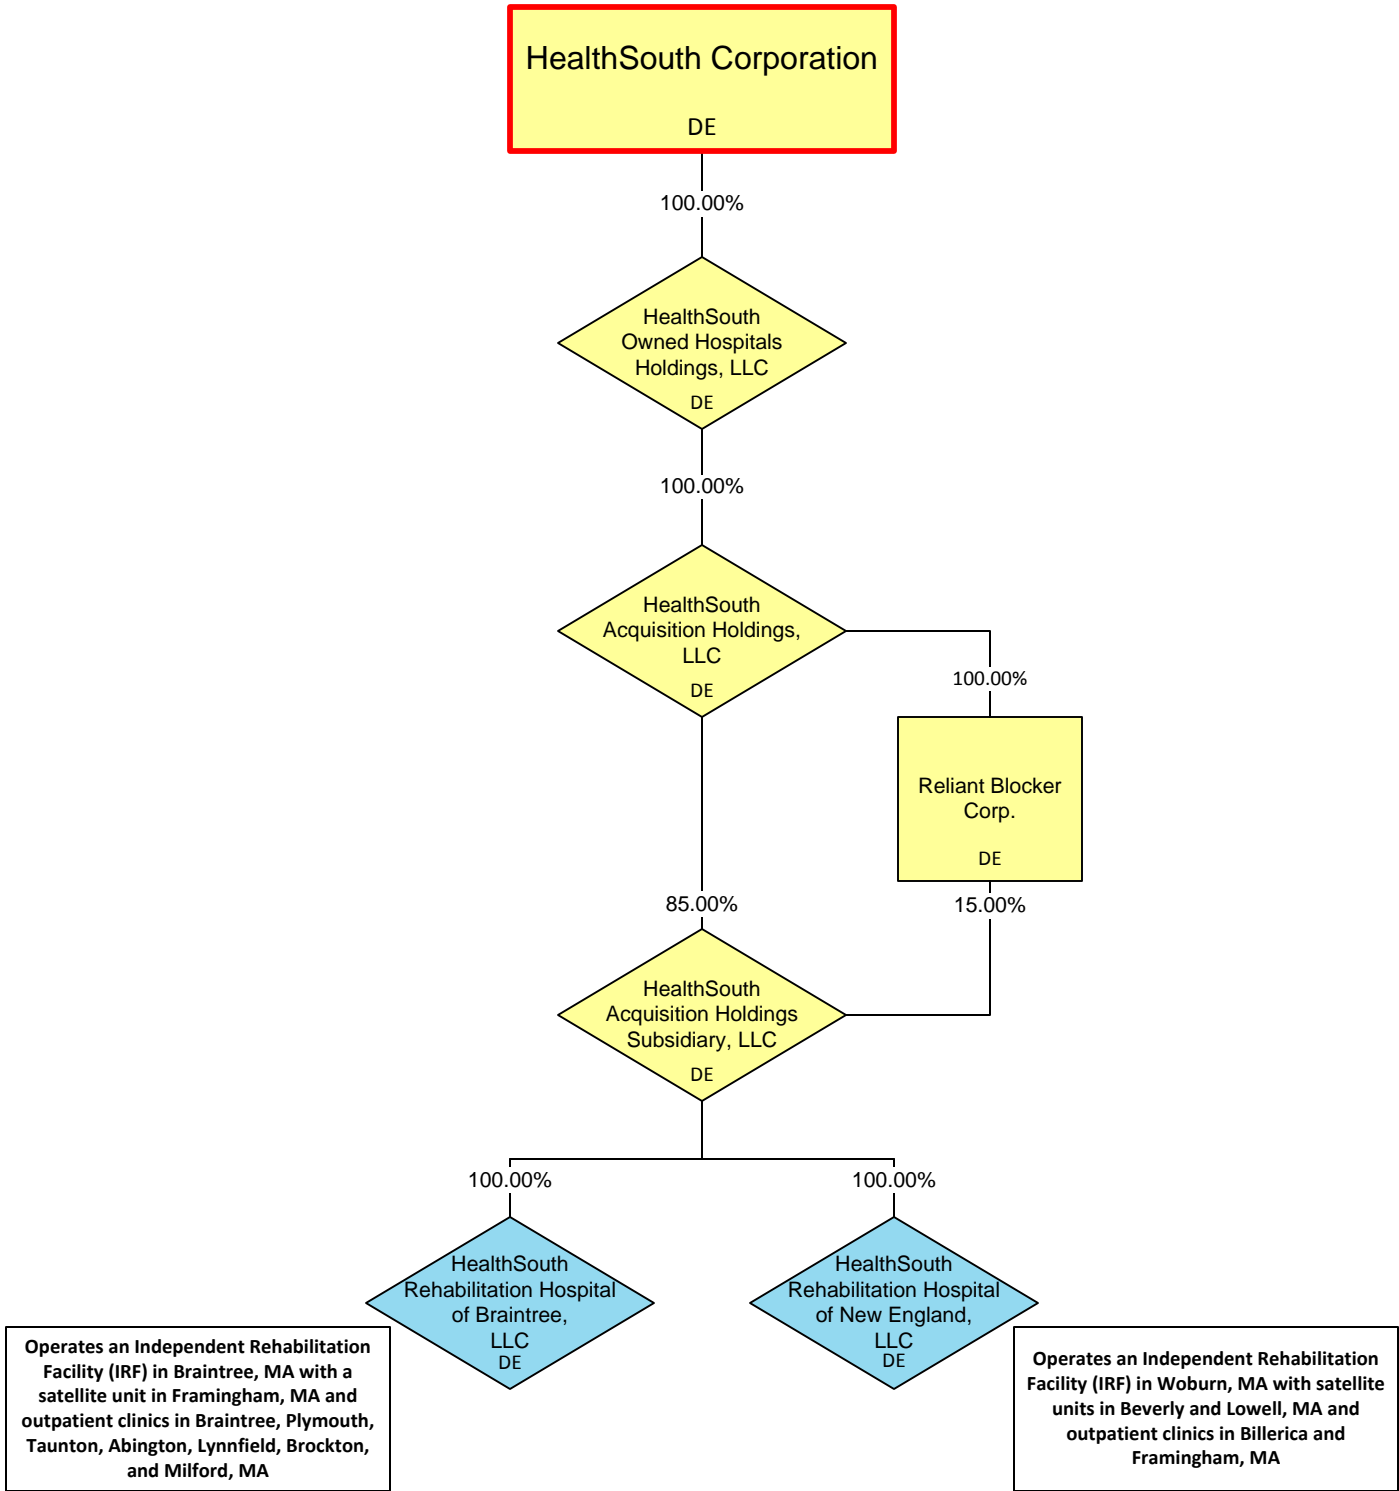 HealthSouth Corporation
DE
100.00%
HealthSouth
Owned Hospitals
Holdings, LLC
DE
100.00%
HealthSouth
Acquisition Holdings,
LLC
DE
100.00%
Reliant Blocker
Corp.
DE
85.00%
15.00%
HealthSouth
Acquisition Holdings
Subsidiary, LLC
DE
100.00%
100.00%
HealthSouth
Rehabilitation Hospital
of Braintree,
LLC
DE
HealthSouth
Rehabilitation Hospital
of New England,
LLC
DE
Operates an Independent Rehabilitation
Facility (IRF) in Braintree, MA with a
satellite unit in Framingham, MA and
outpatient clinics in Braintree, Plymouth,
Taunton, Abington, Lynnfield, Brockton,
and Milford, MA
Operates an Independent Rehabilitation
Facility (IRF) in Woburn, MA with satellite
units in Beverly and Lowell, MA and
outpatient clinics in Billerica and
Framingham, MA